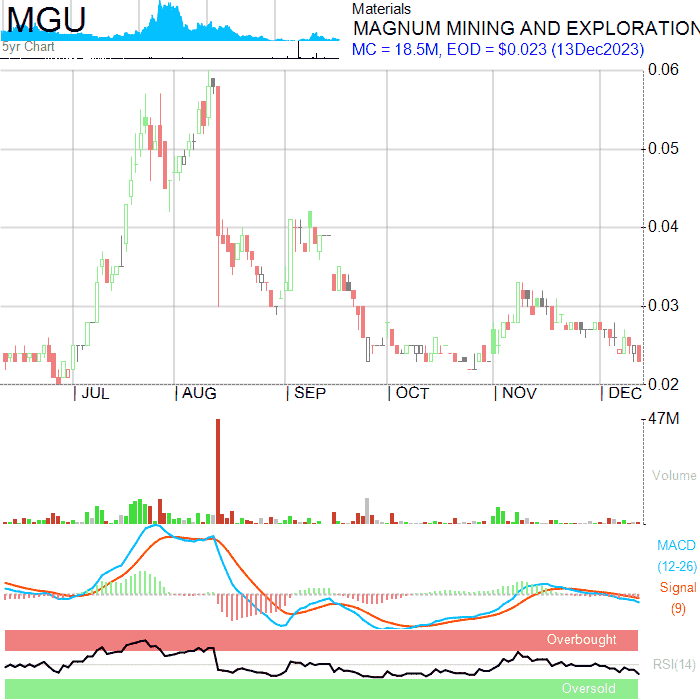 MGU
5yr Chart
Materials
MAGNUM MINING AND EXPLORATION
MC = 18.5M, EOD = $0.023 (13Dec2023)
0.06
0.05
0.04
0.03
0.02
JUL AUG SEP OCT NOV DEC
47M
Volume
MACD
(12-26)
Signal
(9)
Overbought
RSI(14)
Oversold